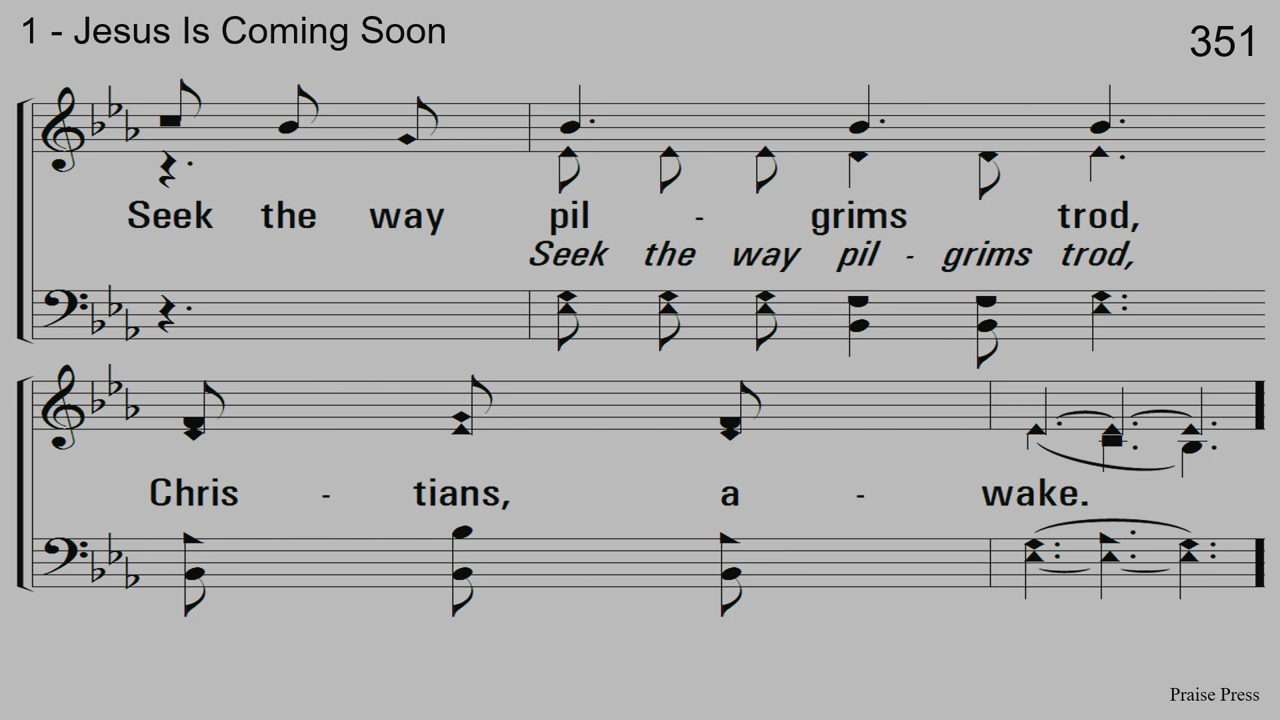 1 - Jesus Is Coming Soon
351
Seek the way pil - grims trod,
Seek the way pil - grims trod,
Chris - tians, a - wake.
Praise Press